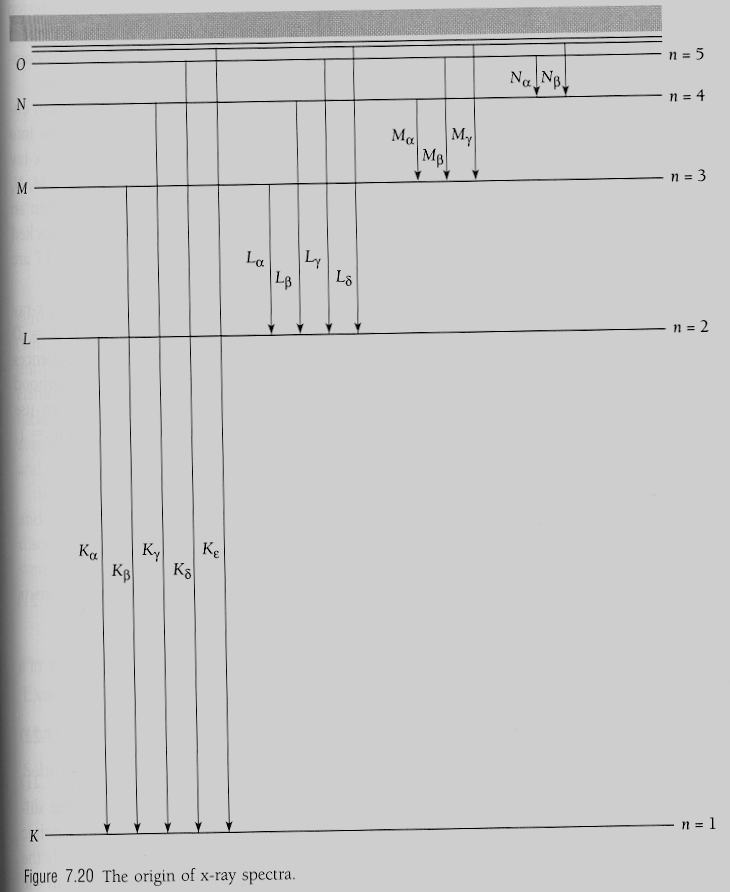 O n = 5
Nα Nβ
N n = 4
Mα Mβ Mγ
M n = 3
Lα Lβ Lγ Lδ
L n = 2
Kα Kβ Kγ Kδ Kε
K n = 1
Figure 7.20 The origin of x-ray spectra.